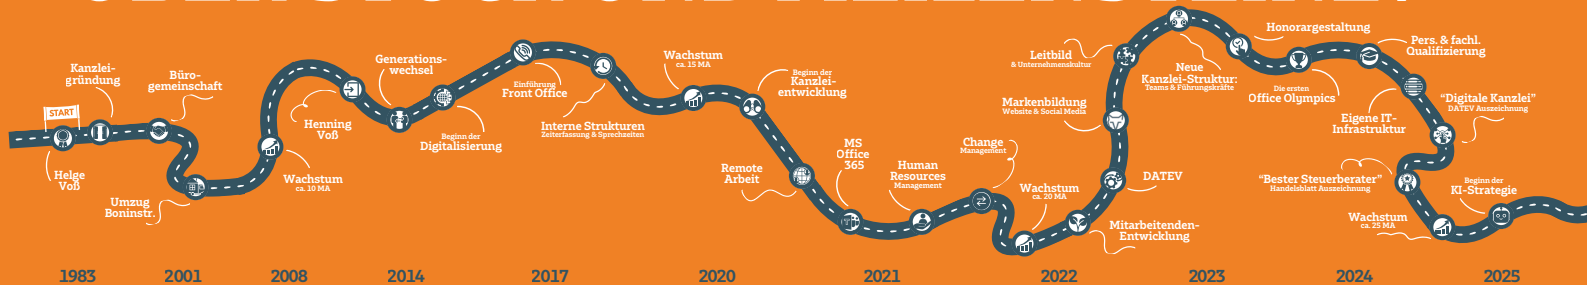 START
Helge
Voß
Kanzlei-
gründung
Büro-
gemeinschaft
Umzug
Boninstr.
Wachstum
ca. 10 MA
Henning
Voß
Generations-
wechsel
Beginn der
Digitalisierung
Einführung
Front Office
Interne Strukturen
Zeiterfassung & Sprechzeiten
Wachstum
ca. 15 MA
Beginn der
Kanzlei-
entwicklung
Remote
Arbeit
MS
Office
365
Human
Resources
Management
Change
Management
Wachstum
ca. 20 MA
Mitarbeitenden-
Entwicklung
DATEV
Markenbildung
Website & Social Media
Leitbild
& Unternehmenskultur
Neue
Kanzlei-Struktur:
Teams & Führungskräfte
Honorargestaltung
Die ersten
Office Olympics
Pers. & fachl.
Qualifizierung
Eigene IT-
Infrastruktur
“Digitale Kanzlei”
DATEV Auszeichnung
“Bester Steuerberater”
Handelsblatt Auszeichnung
Wachstum
ca. 25 MA
Beginn der
KI-Strategie
1983
2001
2008
2014
2017
2020
2021
2022
2023
2024
2025